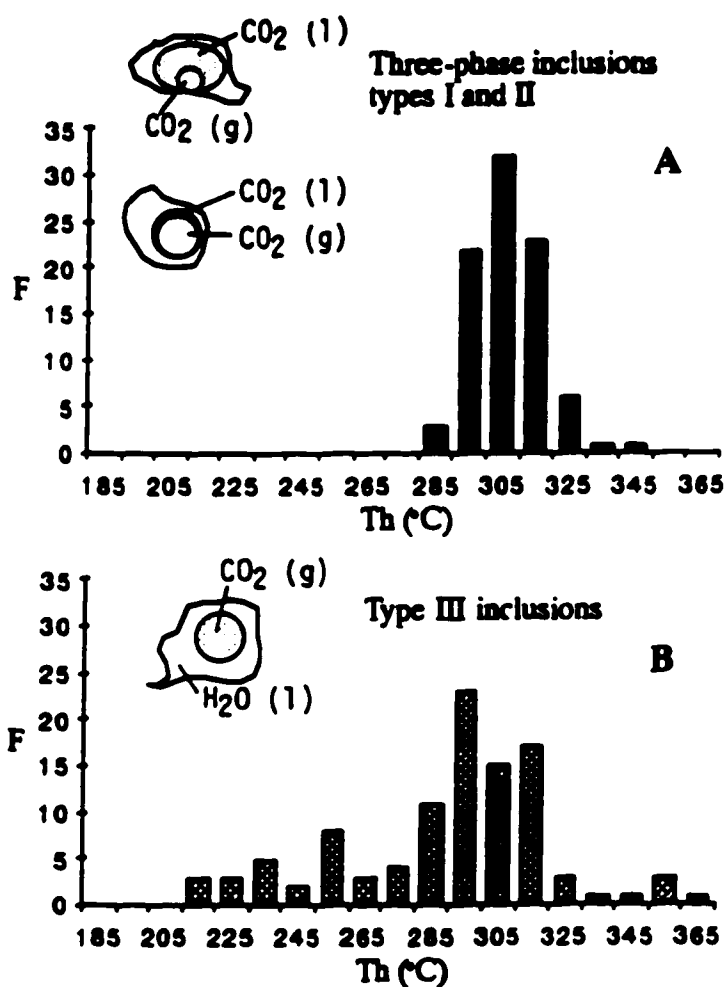 CO2 (l)
Three-phase inclusions
types I and II
CO2 (g)
A
35
30
25
20
15
10
5
0
F
CO2 (l)
CO2 (g)
185 205 225 245 265 285 305 325 345 365
Th (°C)
CO2 (g)
Type III inclusions
B
H2O (l)
35
30
25
20
15
10
5
0
F
185 205 225 245 265 285 305 325 345 365
Th (°C)